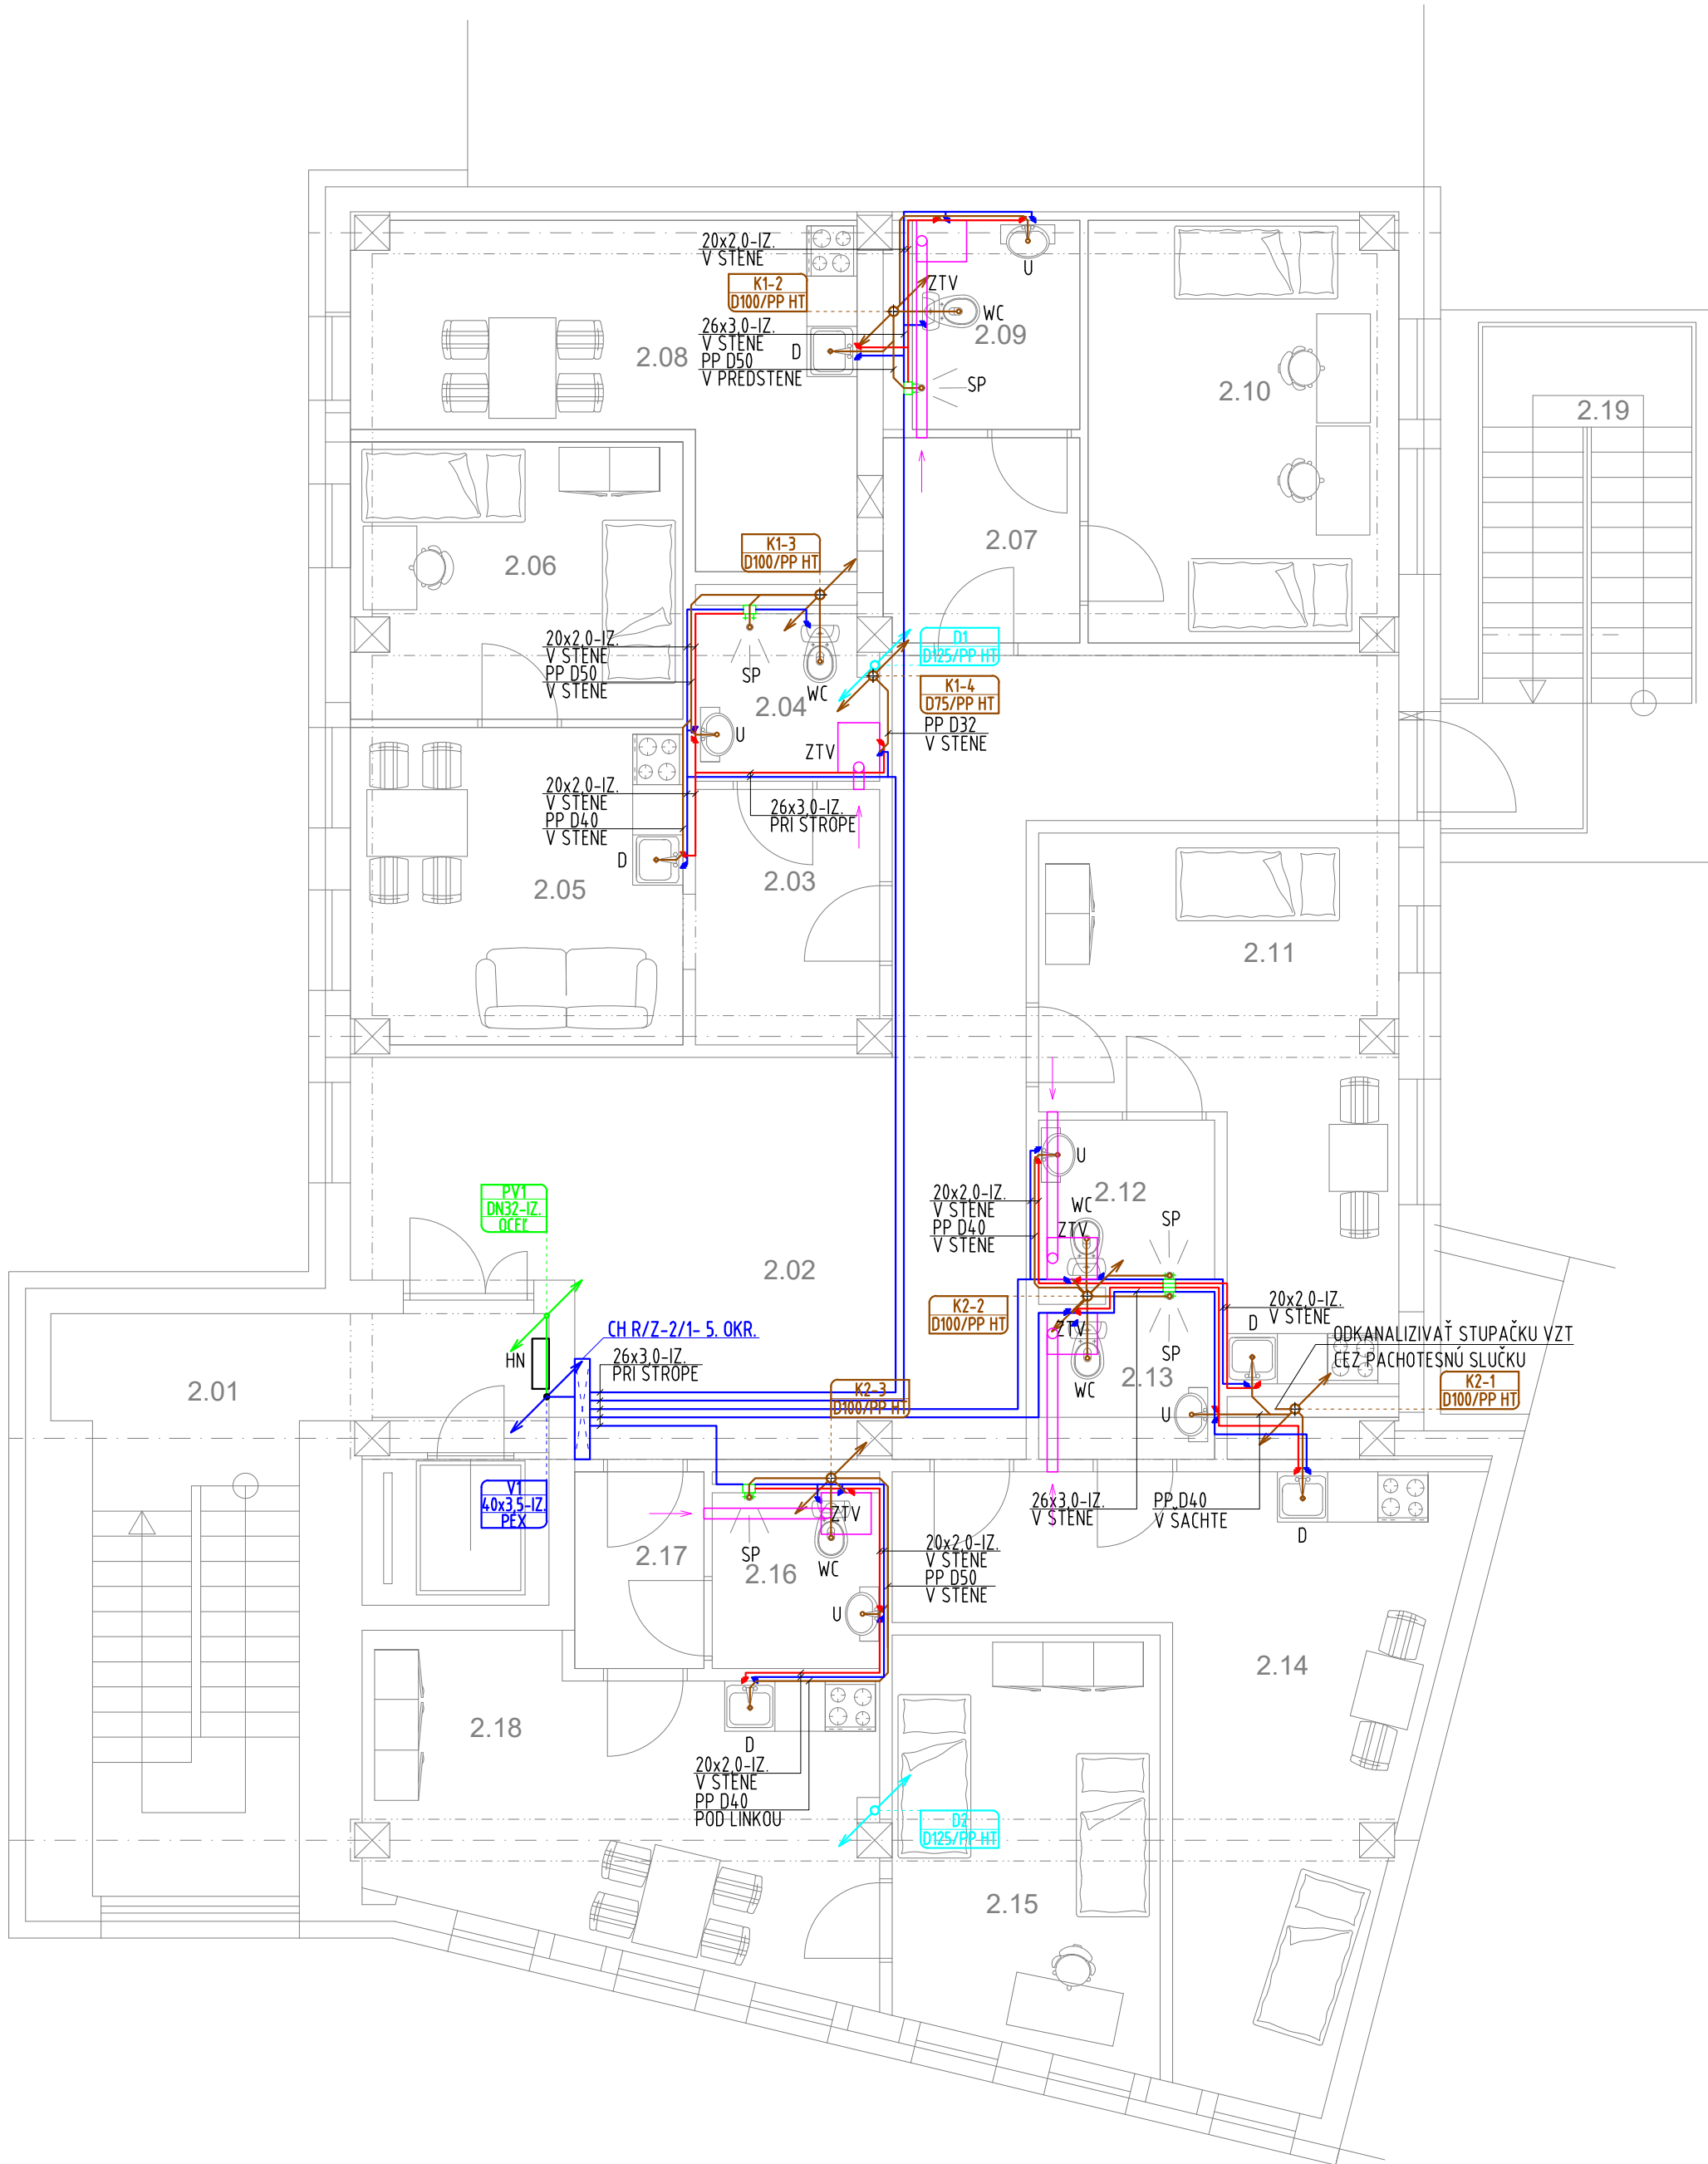 20x2,0-IZ.
V STENE
K1-2
D100/PP HT
26x3,0-IZ.
V STENE
PP D50
V PREDSTENE
D
ZTV
WC
U
SP
2.08
2.09
2.10
2.19
2.07
2.06
K1-3
D100/PP HT
20x2,0-IZ.
V STENE
PP D50
V STENE
SP
WC
2.04
U
ZTV
D1
D125/PP HT
K1-4
D75/PP HT
PP D32
V STENE
20x2,0-IZ.
V STENE
PP D40
V STENE
D
26x3,0-IZ.
PRI STROPE
2.05
2.03
2.11
PV1
DN32-IZ.
OCEĽ
2.02
20x2,0-IZ.
V STENE
PP D40
V STENE
U
2.12
WC
ZTV
SP
K2-2
D100/PP HT
ZTV
WC
SP
2.13
U
20x2,0-IZ.
V STENE
D
ODKANALIZIVAŤ STUPAČKU VZT
CEZ PACHOTESNÚ SLUČKU
K2-1
D100/PP HT
CH R/Z-2/1- 5. OKR.
HN
26x3,0-IZ.
PRI STROPE
2.01
K2-3
D100/PP HT
V1
40x3,5-IZ.
PEX
26x3,0-IZ.
V STENE
PP D40
V ŠACHTE
D
2.17
SP
2.16
ZTV
WC
U
20x2,0-IZ.
V STENE
PP D50
V STENE
2.14
2.18
D
20x2,0-IZ.
V STENE
PP D40
POD LINKOU
D2
D125/PP HT
2.15